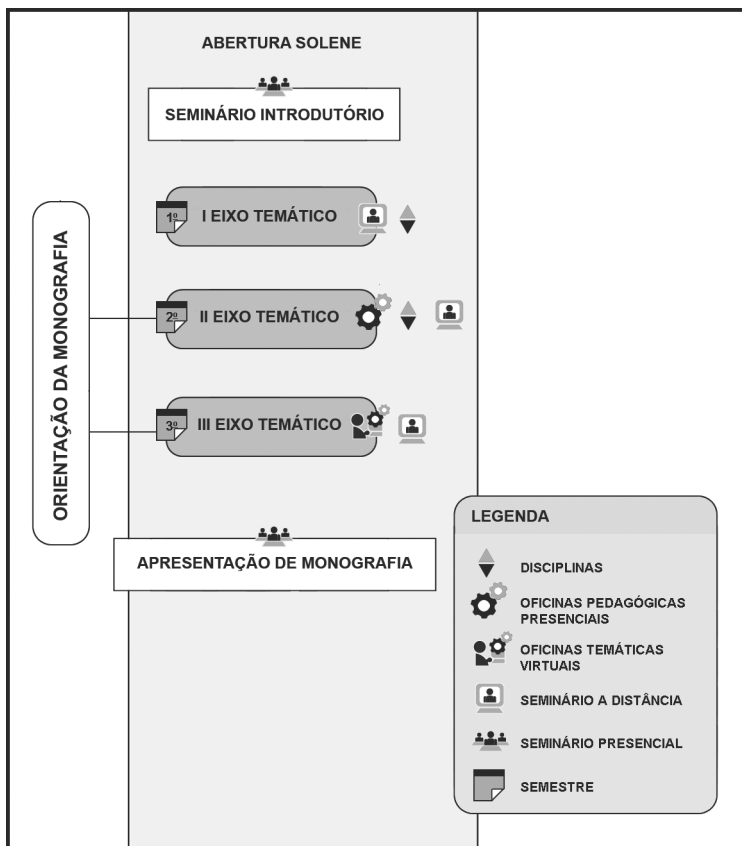 ABERTURA SOLENE
SEMINÁRIO INTRODUTÓRIO
ORIENTAÇÃO DA MONOGRAFIA
1º
I EIXO TEMÁTICO
2º
II EIXO TEMÁTICO
3º
III EIXO TEMÁTICO
APRESENTAÇÃO DE MONOGRAFIA
LEGENDA
DISCIPLINAS
OFICINAS PEDAGÓGICAS
PRESENCIAIS
OFICINAS TEMÁTICAS
VIRTUAIS
SEMINÁRIO A DISTÂNCIA
SEMINÁRIO PRESENCIAL
SEMESTRE